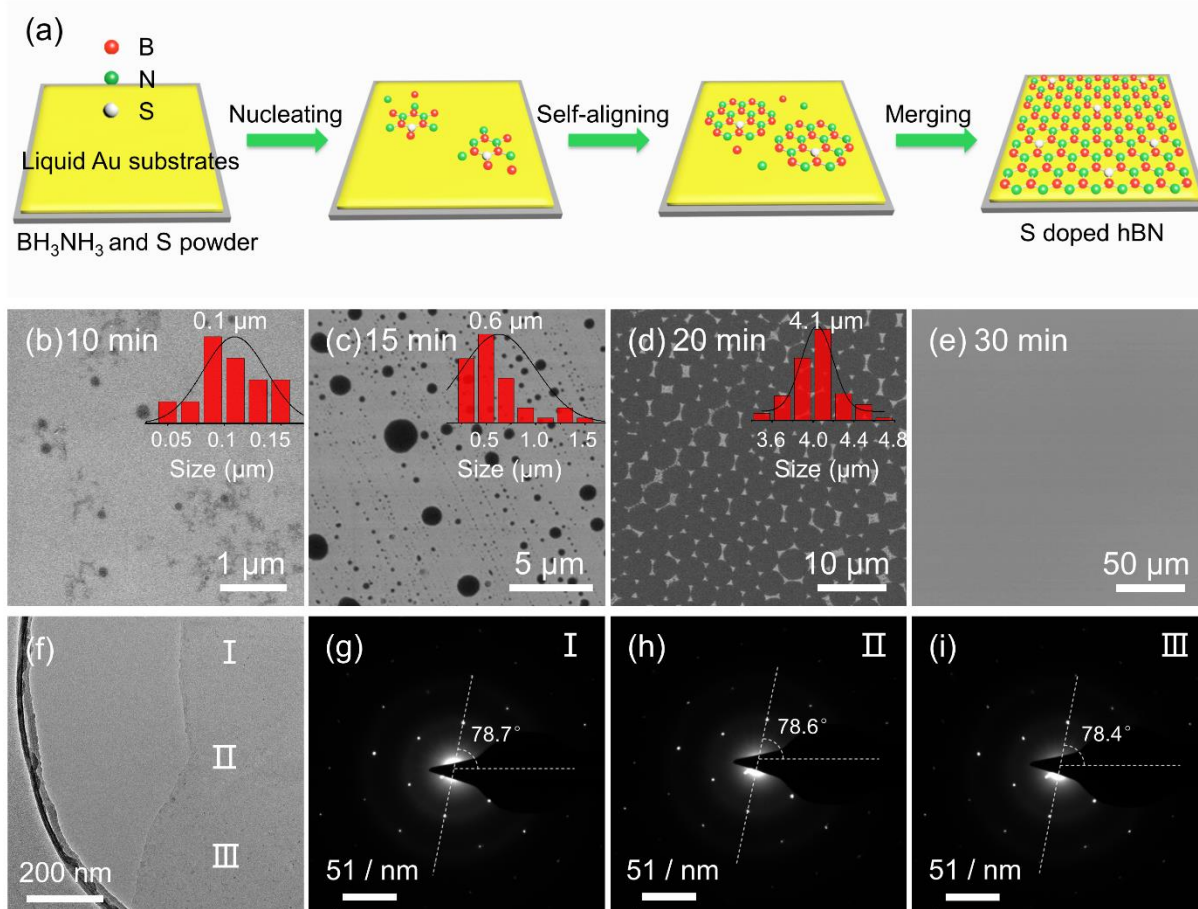 (a)
B
N
S
Liquid Au substrates
BH₃NH₃ and S powder
Nucleating
Self-aligning
Merging
S doped hBN
(b) 10 min
0.1 μm
0.05 0.1 0.15
Size (μm)
1 μm
(c) 15 min
0.6 μm
0.5 1.0 1.5
Size (μm)
5 μm
(d) 20 min
4.1 μm
3.6 4.0 4.4 4.8
Size (μm)
10 μm
(e) 30 min
50 μm
(f)
I
II
III
200 nm
(g)
I
78.7°
51 / nm
(h)
II
78.6°
51 / nm
(i)
III
78.4°
51 / nm